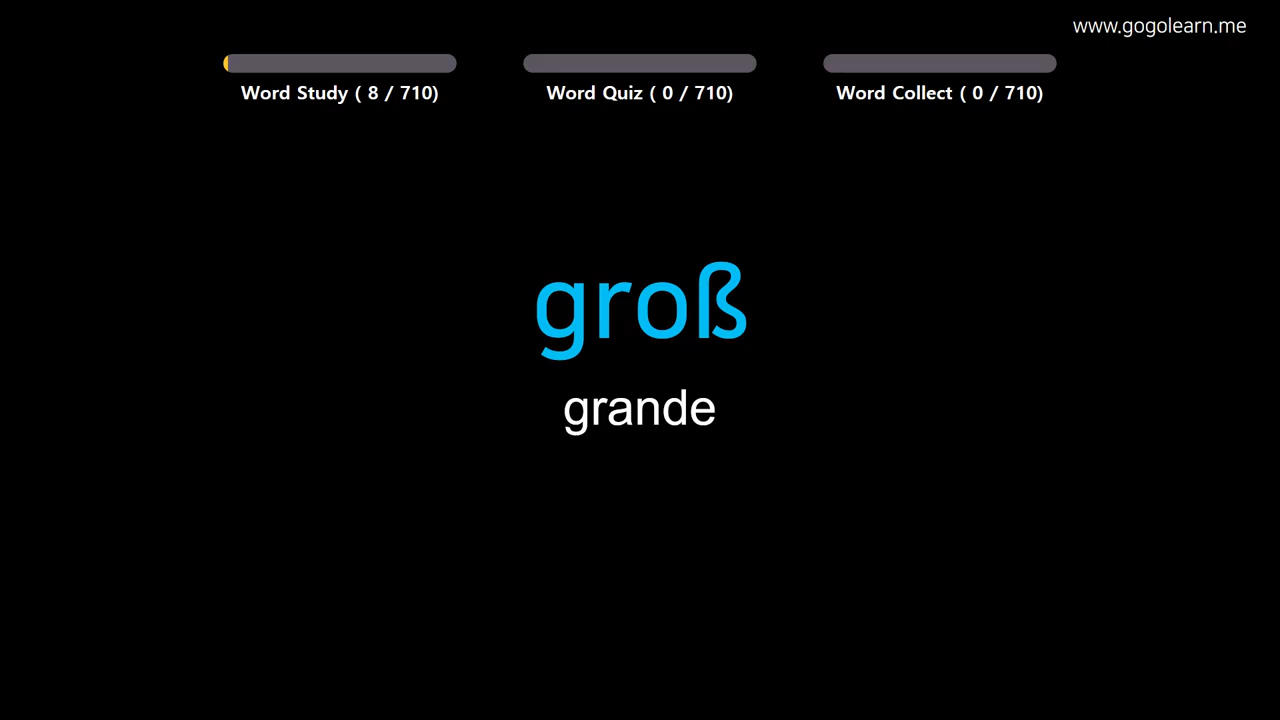 www.gogolearn.me
Word Study ( 8 / 710)
Word Quiz ( 0 / 710)
Word Collect ( 0 / 710)
groß
grande